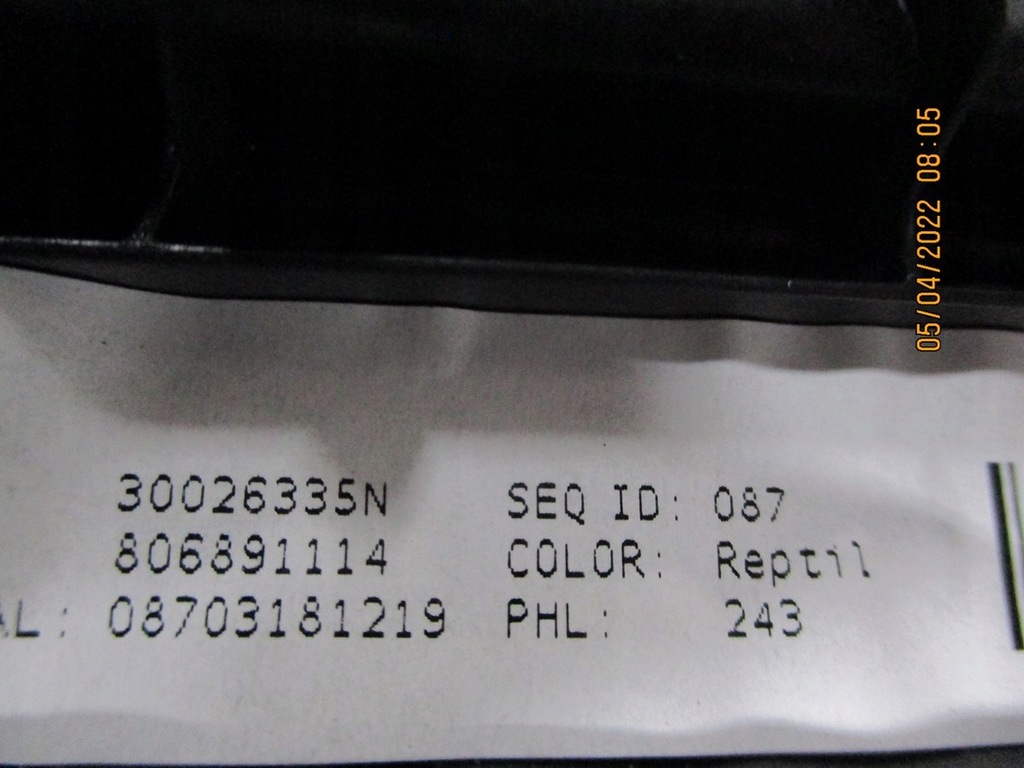 05/04/2022 08:05
30026335N SEQ ID: 087
806891114 COLOR: Reptil
AL: 08703181219 PHL: 243